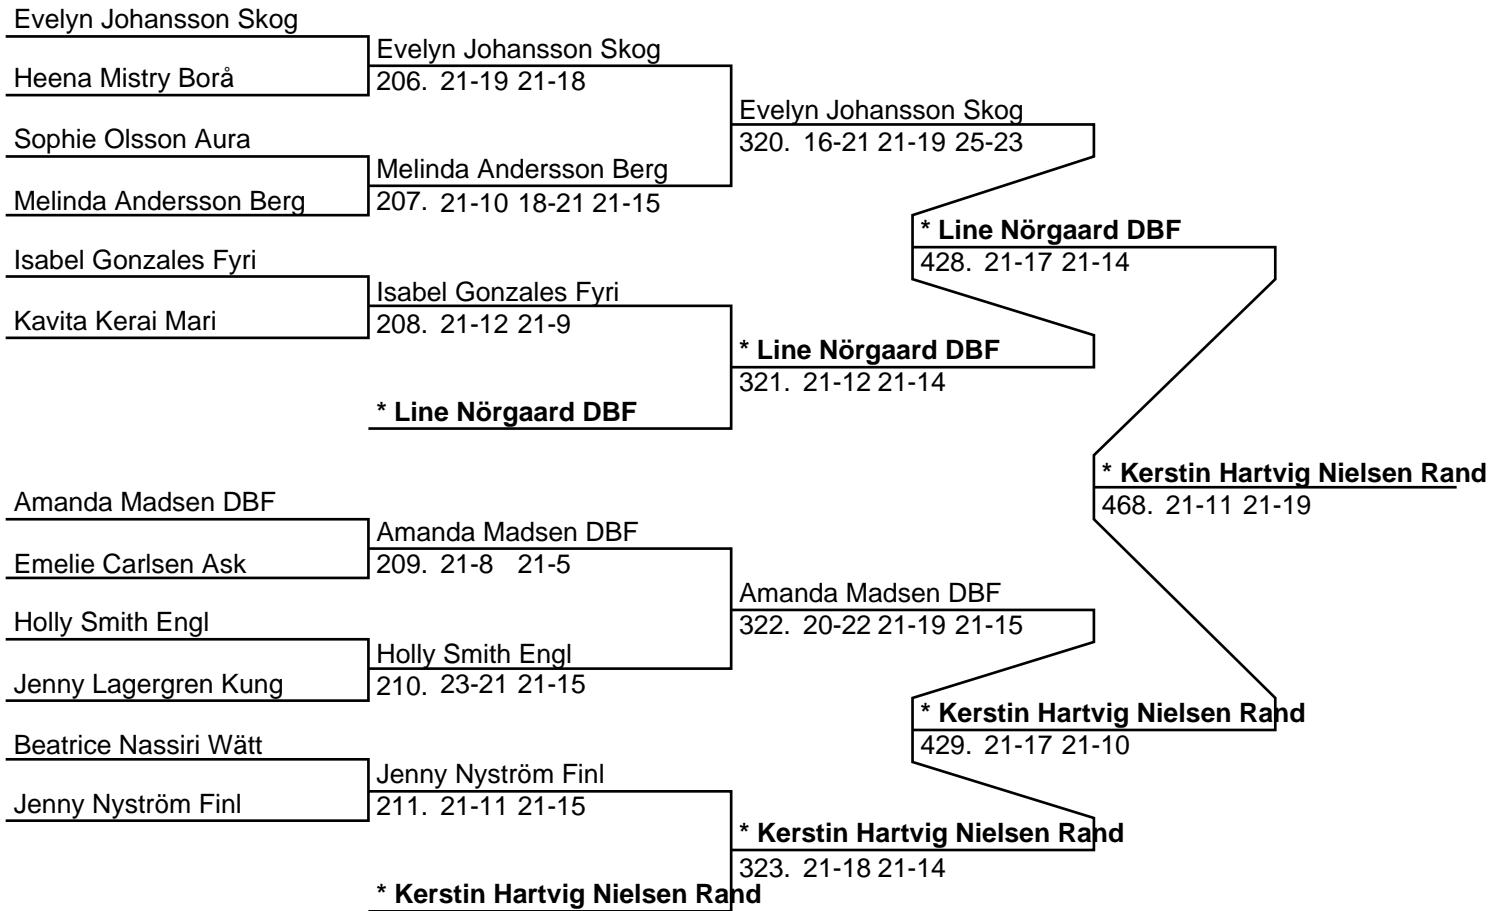 Evelyn Johansson Skog
Heena Mistry Borå
Sophie Olsson Aura
Melinda Andersson Berg
Isabel Gonzales Fyri
Kavita Kerai Mari
Amanda Madsen DBF
Emelie Carlsen Ask
Holly Smith Engl
Jenny Lagergren Kung
Beatrice Nassiri Wätt
Jenny Nyström Finl
Evelyn Johansson Skog
206. 21-19 21-18
Melinda Andersson Berg
207. 21-10 18-21 21-15
Isabel Gonzales Fyri
208. 21-12 21-9
* Line Nörgaard DBF
Amanda Madsen DBF
209. 21-8 21-5
Holly Smith Engl
210. 23-21 21-15
Jenny Nyström Finl
211. 21-11 21-15
* Kerstin Hartvig Nielsen Rand
Evelyn Johansson Skog
320. 16-21 21-19 25-23
* Line Nörgaard DBF
321. 21-12 21-14
Amanda Madsen DBF
322. 20-22 21-19 21-15
* Kerstin Hartvig Nielsen Rand
323. 21-18 21-14
* Line Nörgaard DBF
428. 21-17 21-14
* Kerstin Hartvig Nielsen Rand
429. 21-17 21-10
* Kerstin Hartvig Nielsen Rand
468. 21-11 21-19